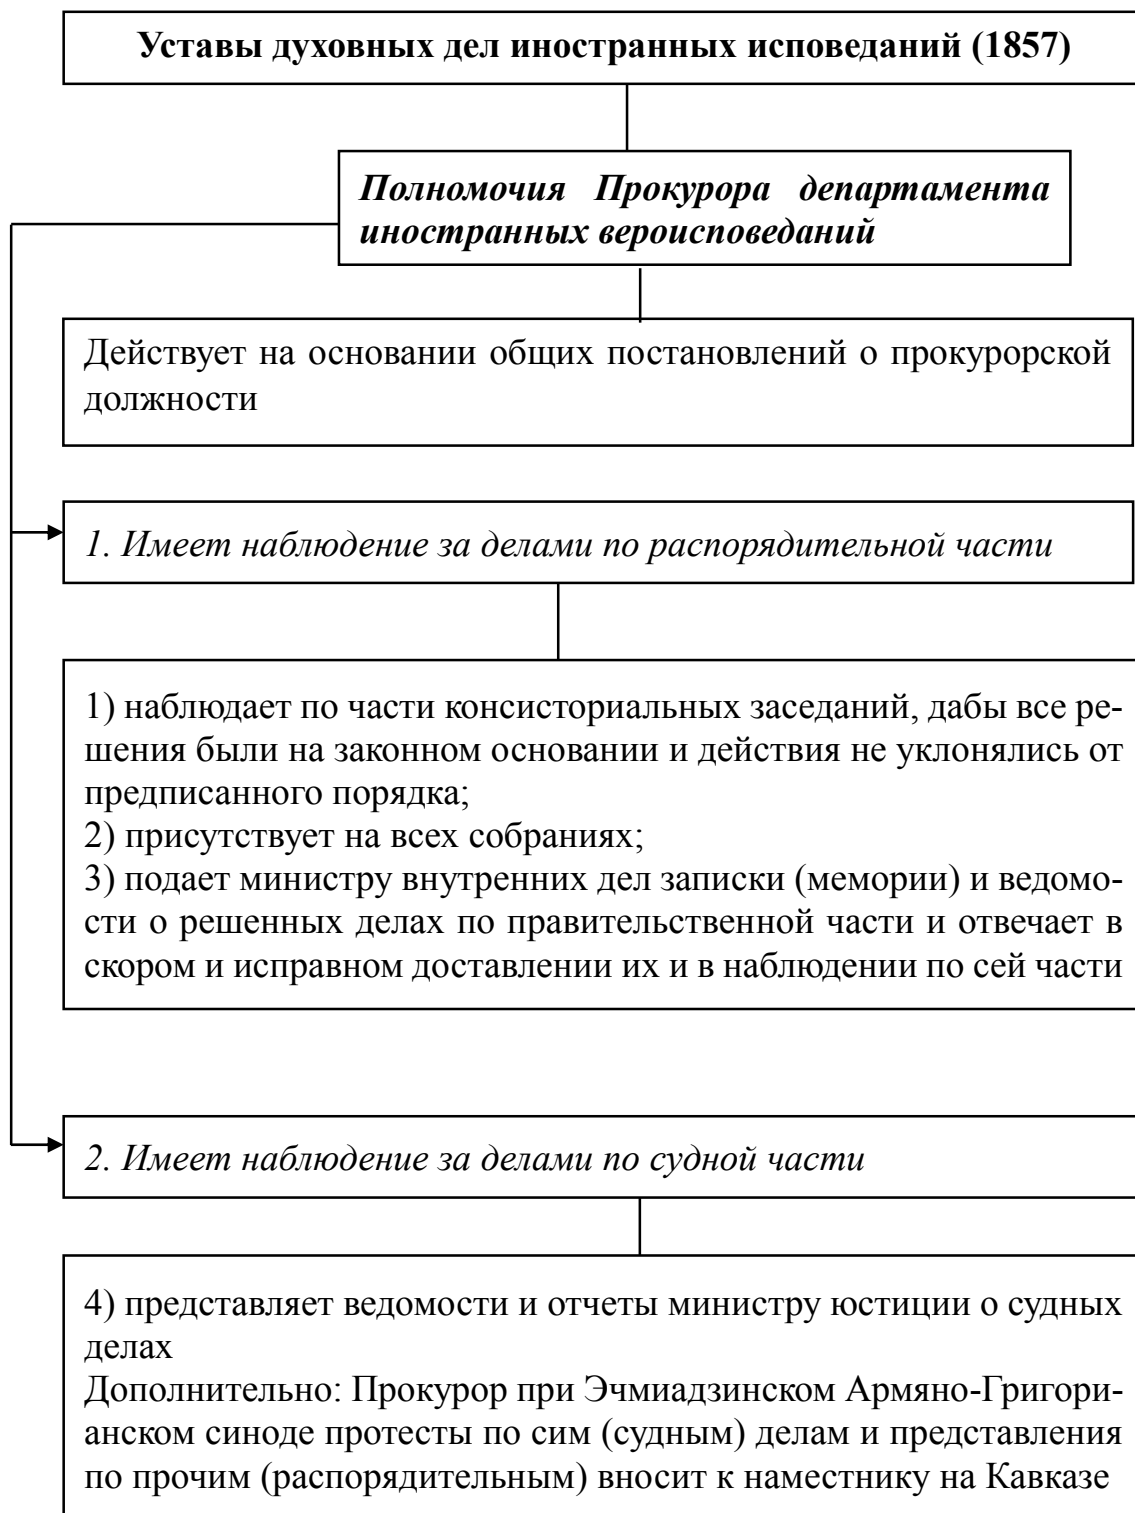 Уставы духовных дел иностранных исповеданий (1857)
Полномочия Прокурора департамента
иностранных вероисповеданий
Действует на основании общих постановлений о прокурорской
должности
1. Имеет наблюдение за делами по распорядительной части
1) наблюдает по части консисториальных заседаний, дабы все ре-
шения были на законном основании и действия не уклонялись от
предписанного порядка;
2) присутствует на всех собраниях;
3) подает министру внутренних дел записки (мемории) и ведомо-
сти о решенных делах по правительственной части и отвечает в
скором и исправном доставлении их и в наблюдении по сей части
2. Имеет наблюдение за делами по судной части
4) представляет ведомости и отчеты министру юстиции о судных
делах
Дополнительно: Прокурор при Эчмиадзинском Армяно-Григори-
анском синоде протесты по сим (судным) делам и представления
по прочим (распорядительным) вносит к наместнику на Кавказе